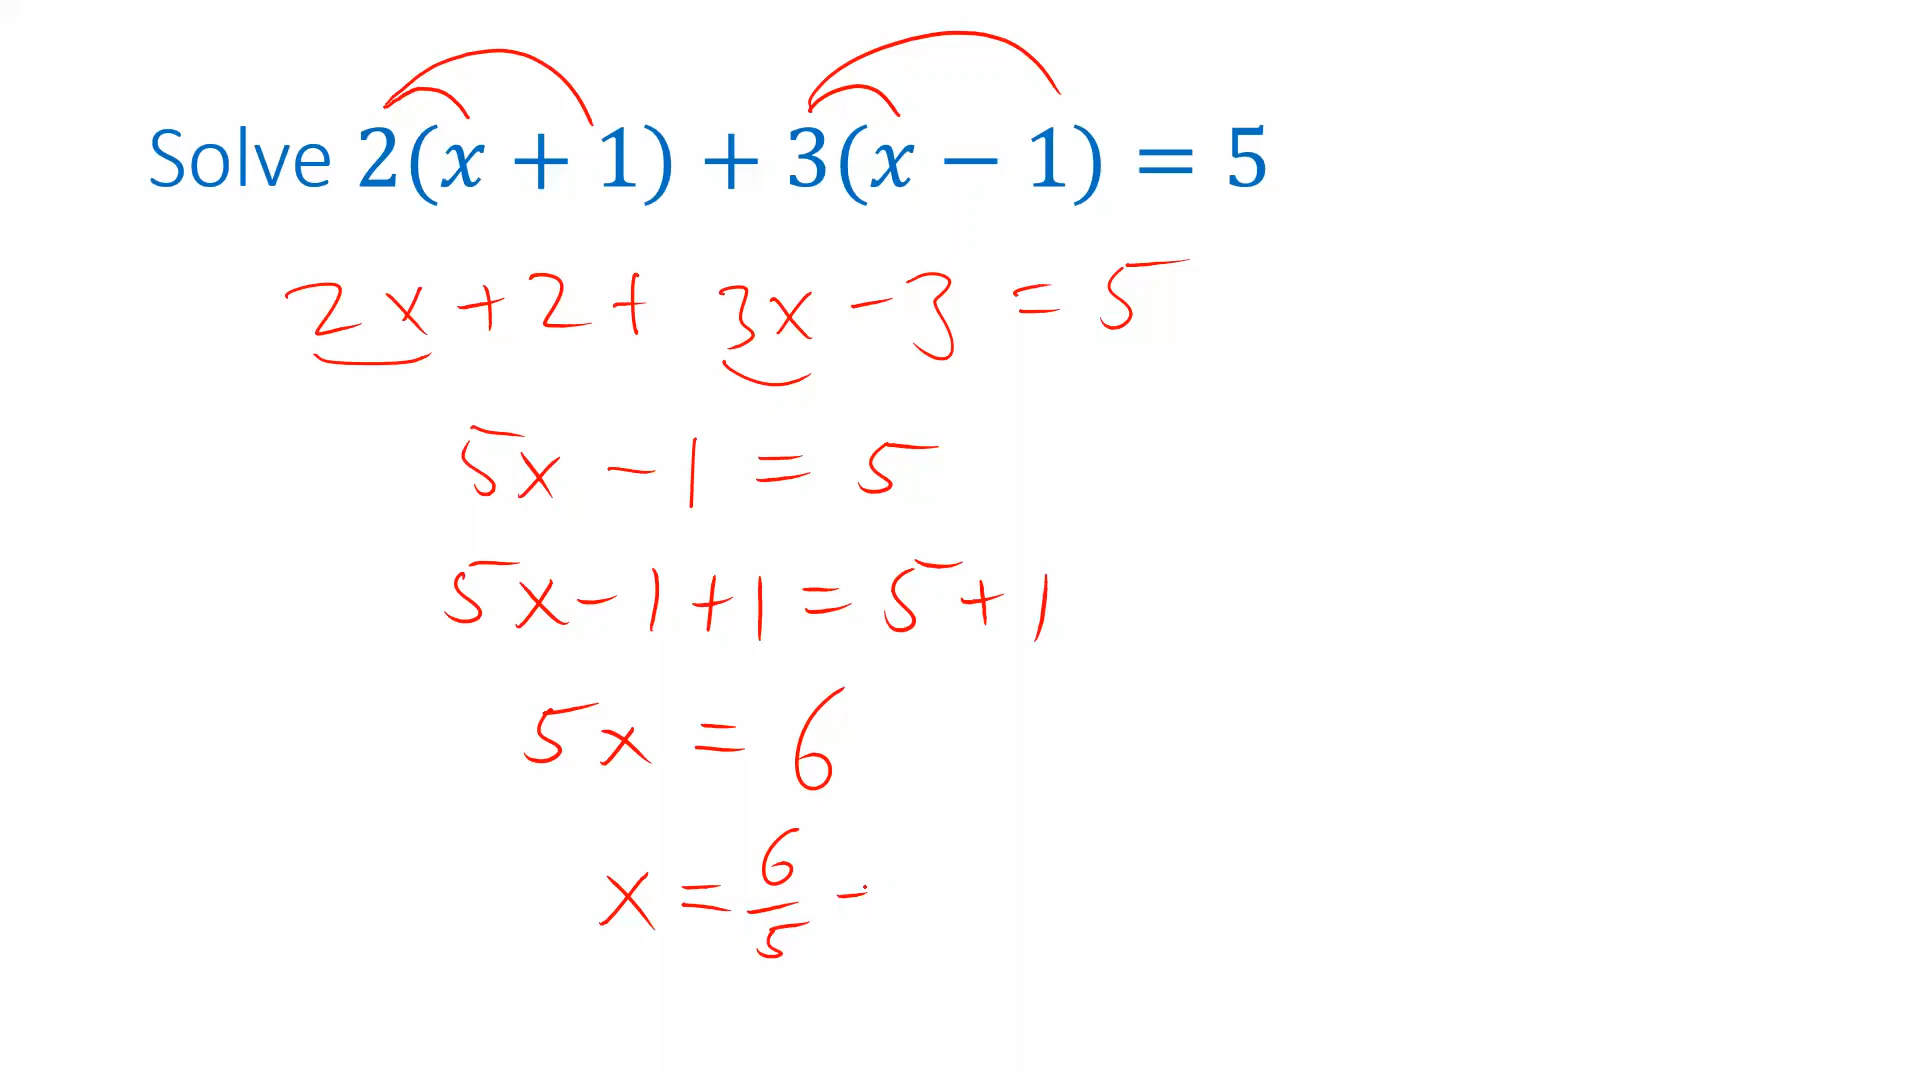 Solve 2(x + 1) + 3(x − 1) = 5
2x + 2 + 3x − 3 = 5
5x − 1 = 5
5x − 1 + 1 = 5 + 1
5x = 6
x = 6/5 −